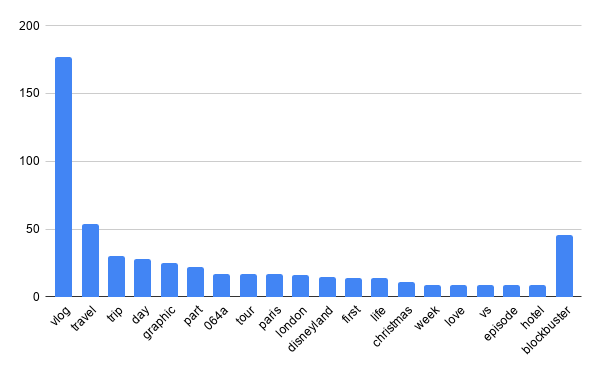 200
150
100
50
0
vlog
travel
trip
day
graphic
part
064a
tour
paris
london
disneyland
first
life
christmas
week
love
vs
episode
hotel
blockbuster